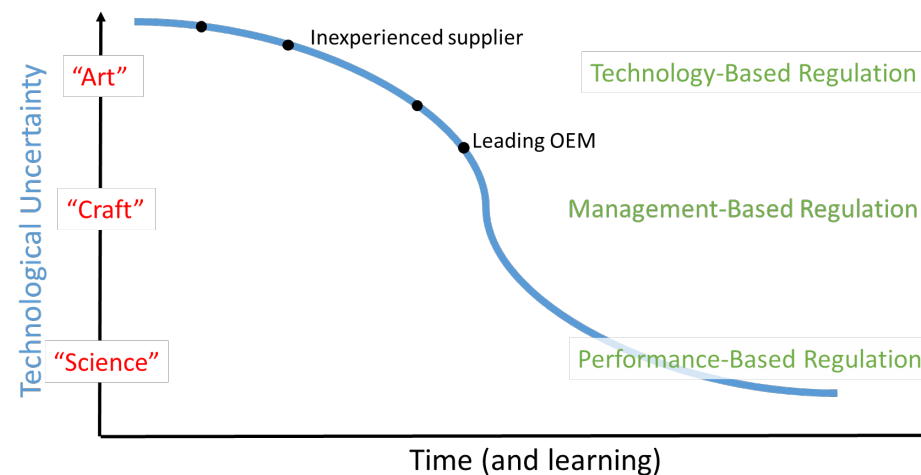 Technological Uncertainty
“Art”
“Craft”
“Science”
Inexperienced supplier
Leading OEM
Technology-Based Regulation
Management-Based Regulation
Performance-Based Regulation
Time (and learning)